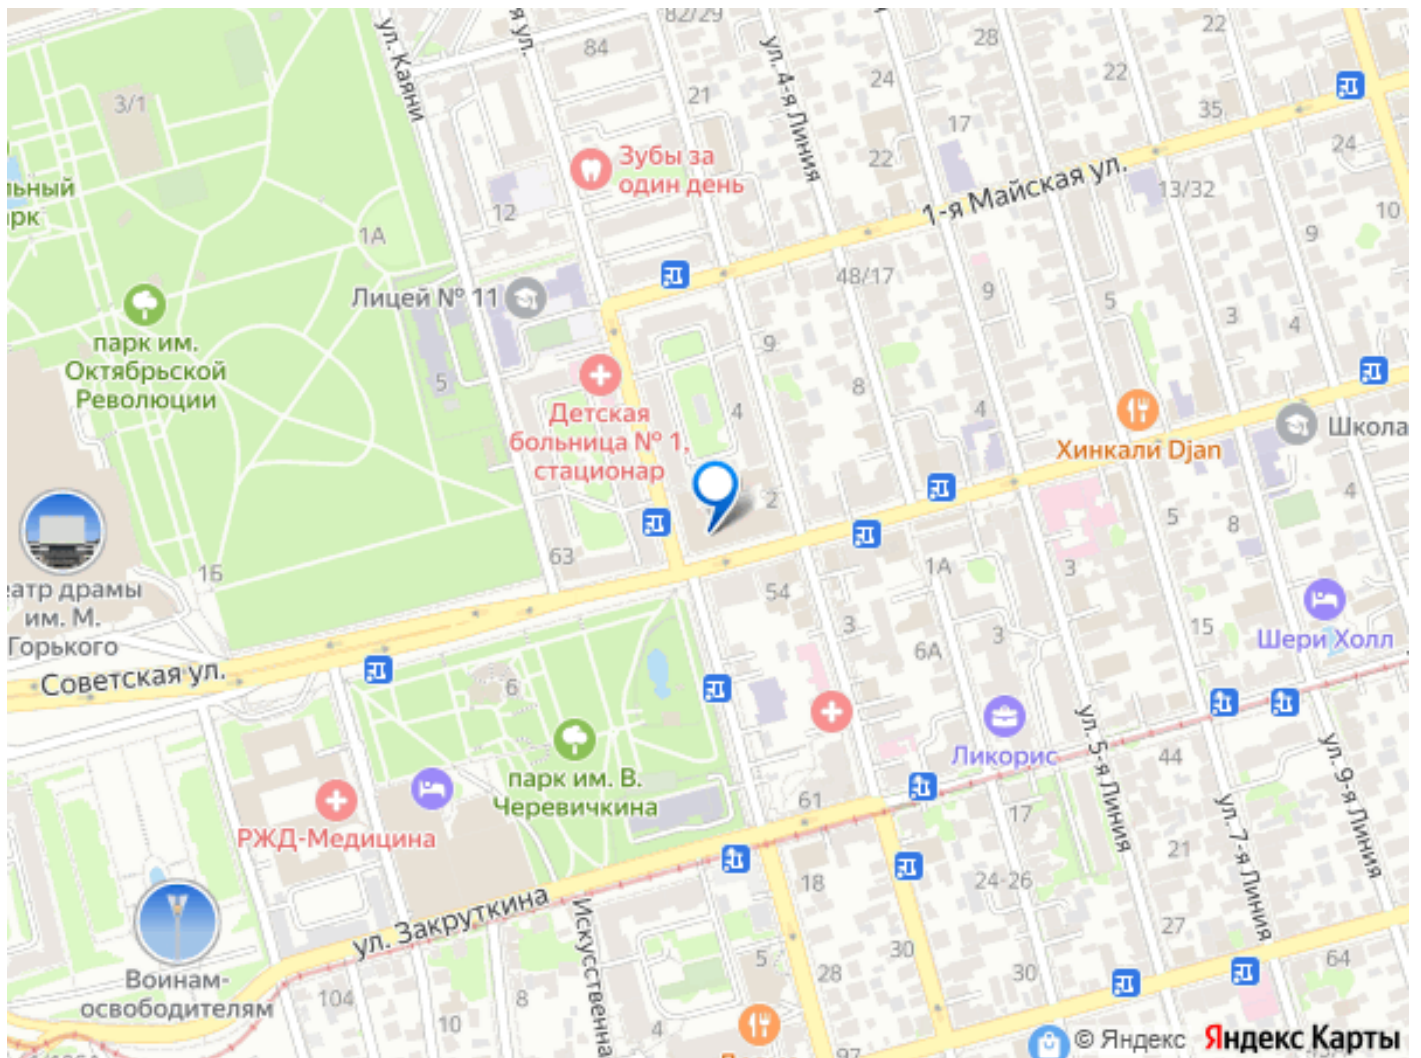 82/29
я ул.
ул. Каяни
84
28
22
ул. 4-я Линия
24
22
3/1
21
35
17
24
Зубы за
один день
22
1-я Майская ул.
льный
рк
13/32
12
10
1А
9
48/17
Лицей № 11
9
5
3
4
парк им.
Октябрьской
Революции
9
5
8
Детская
больница № 1,
стационар
4
4
Хинкали Djan
Школа
2
4
5
8
63
1Б
54
1А
3
атр драмы
им. М.
Горького
3
3
15
6А
Шери Холл
Советская ул.
6
Ликорис
ул. 5-я Линия
44
ул. 9-я Линия
парк им. В.
Черевичкина
61
17
ул. 7-я Линия
РЖД-Медицина
21
18
24-26
ул. Закруткина
Искусственна
27
30
5
28
30
64
Воинам-
освободителям
104
8
10
4
97
© Яндекс Яндекс Карты